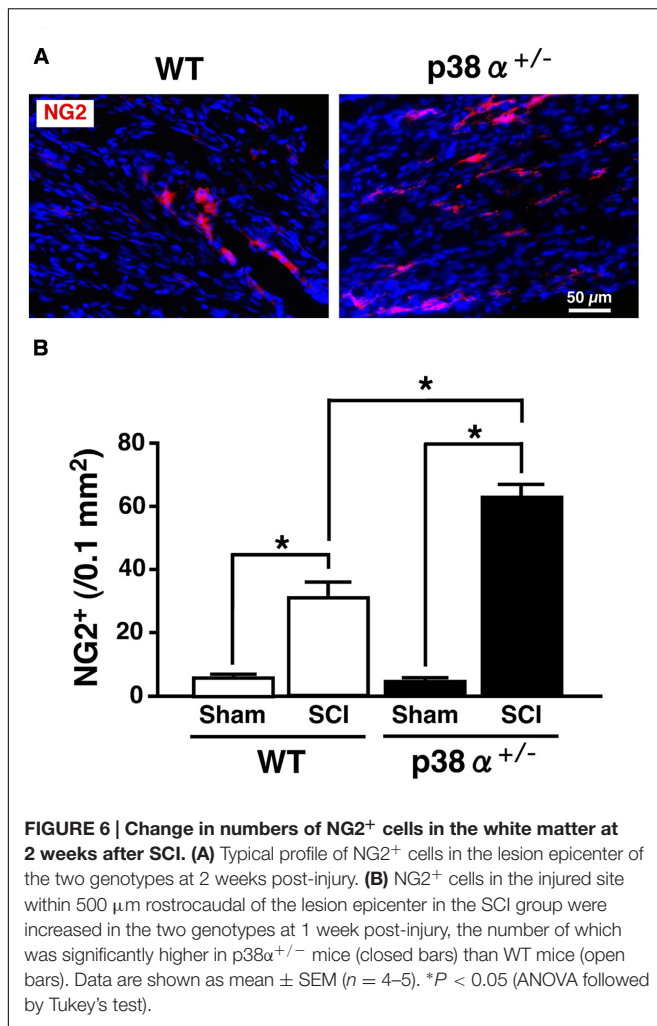 A
WT
p38 α+/-
NG2
50 µm
B
*
*
*
NG2+ (/0.1 mm2)
80
60
40
20
0
Sham SCI Sham SCI
WT p38 α+/-
FIGURE 6 | Change in numbers of NG2+ cells in the white matter at
2 weeks after SCI. (A) Typical profile of NG2+ cells in the lesion epicenter of
the two genotypes at 2 weeks post-injury. (B) NG2+ cells in the injured site
within 500 µm rostrocaudal of the lesion epicenter in the SCI group were
increased in the two genotypes at 1 week post-injury, the number of which
was significantly higher in p38α+/− mice (closed bars) than WT mice (open
bars). Data are shown as mean ± SEM (n = 4–5). *P < 0.05 (ANOVA followed
by Tukey’s test).